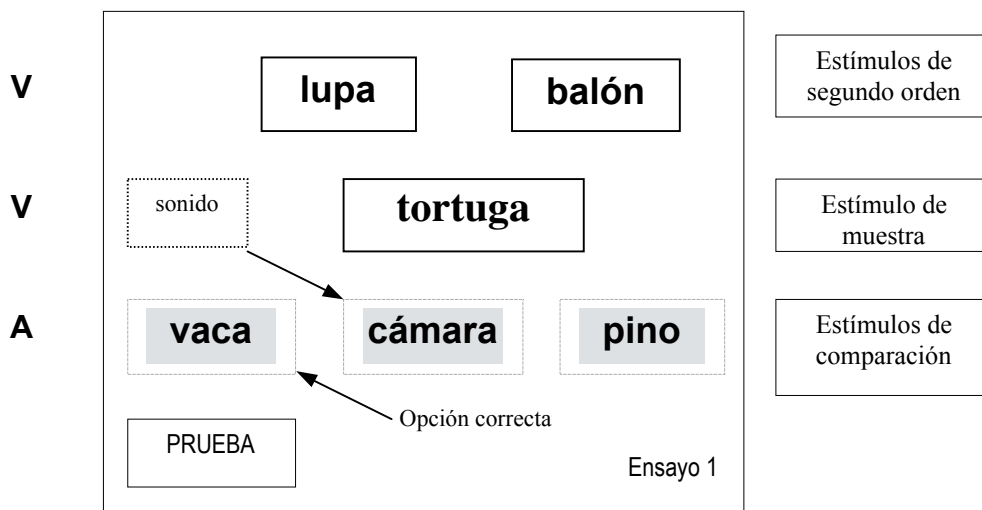 V
lupa
balón
Estímulos de
segundo orden
V
sonido
tortuga
Estímulo de
muestra
A
vaca
cámara
pino
Estímulos de
comparación
Opción correcta
PRUEBA
Ensayo 1